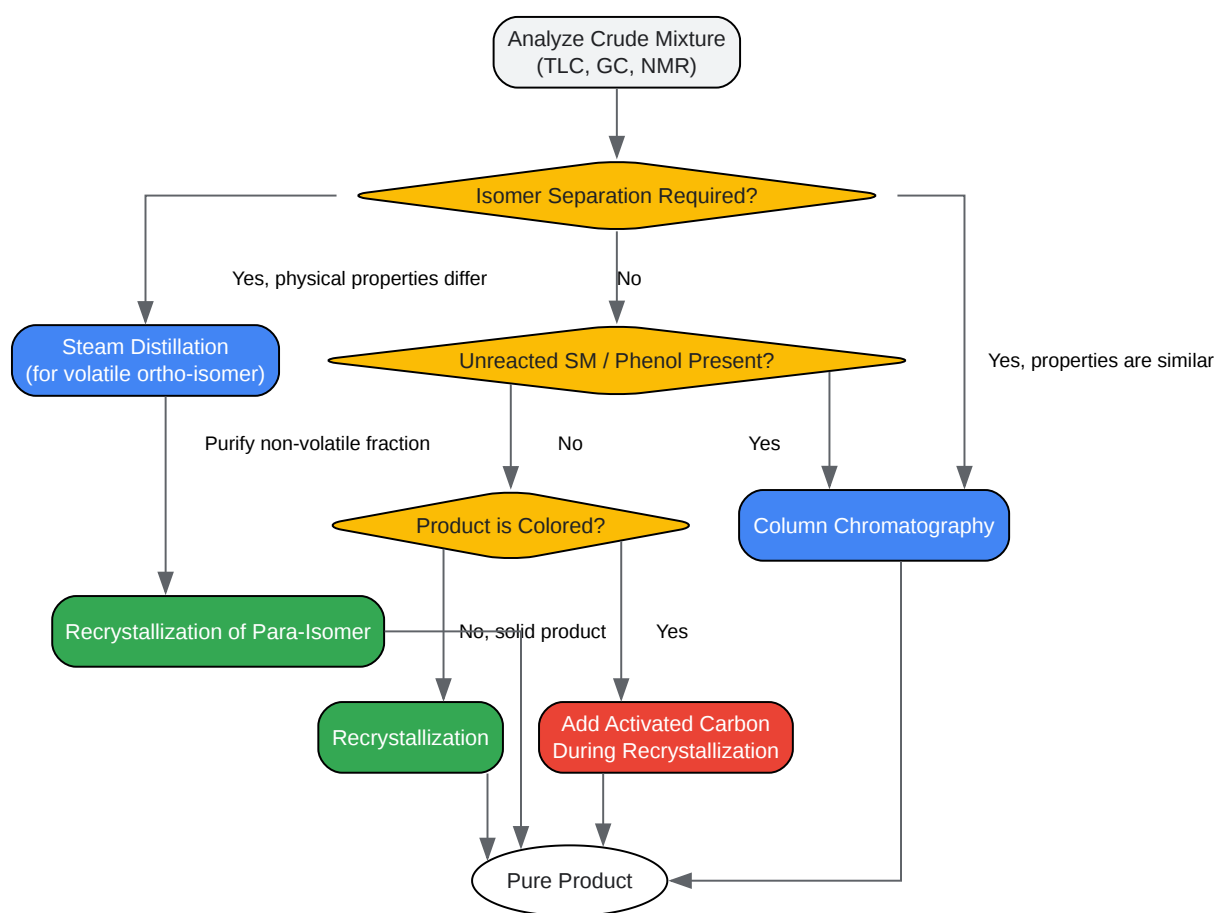 Analyze Crude Mixture
(TLC, GC, NMR)
Isomer Separation Required?
Yes, physical properties differ
No
Steam Distillation
(for volatile ortho-isomer)
Unreacted SM / Phenol Present?
Yes, properties are similar
Purify non-volatile fraction
No
Yes
Product is Colored?
Column Chromatography
Recrystallization of Para-Isomer
No, solid product
Yes
Recrystallization
Add Activated Carbon
During Recrystallization
Pure Product